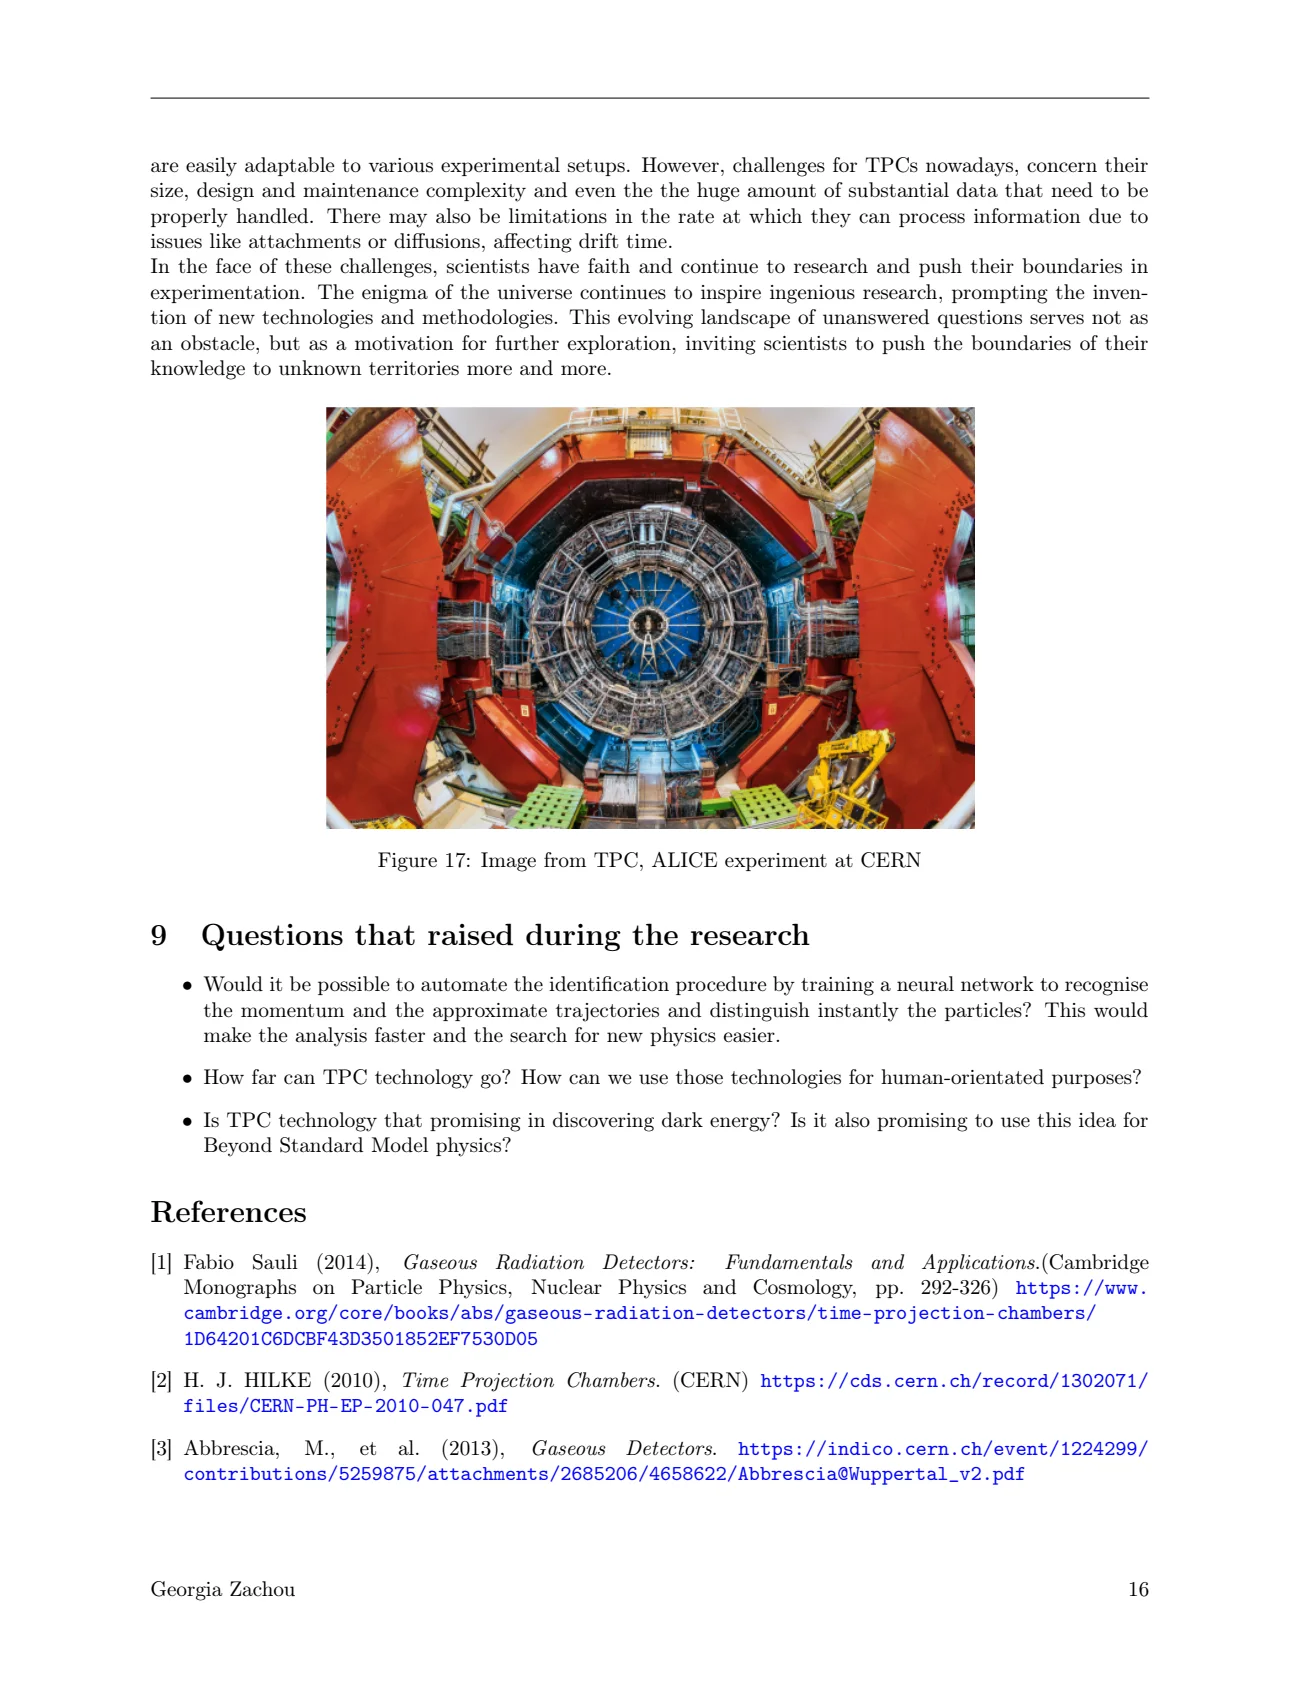 are easily adaptable to various experimental setups. However, challenges for TPCs nowadays, concern their
size, design and maintenance complexity and even the the huge amount of substantial data that need to be
properly handled. There may also be limitations in the rate at which they can process information due to
issues like attachments or diffusions, affecting drift time.
In the face of these challenges, scientists have faith and continue to research and push their boundaries in
experimentation. The enigma of the universe continues to inspire ingenious research, prompting the inven-
tion of new technologies and methodologies. This evolving landscape of unanswered questions serves not as
an obstacle, but as a motivation for further exploration, inviting scientists to push the boundaries of their
knowledge to unknown territories more and more.
Figure 17: Image from TPC, ALICE experiment at CERN
9 Questions that raised during the research
• Would it be possible to automate the identification procedure by training a neural network to recognise
the momentum and the approximate trajectories and distinguish instantly the particles? This would
make the analysis faster and the search for new physics easier.
• How far can TPC technology go? How can we use those technologies for human-orientated purposes?
• Is TPC technology that promising in discovering dark energy? Is it also promising to use this idea for
Beyond Standard Model physics?
References
[1] Fabio Sauli (2014), Gaseous Radiation Detectors: Fundamentals and Applications.(Cambridge
Monographs on Particle Physics, Nuclear Physics and Cosmology, pp. 292-326) https://www.
cambridge.org/core/books/abs/gaseous-radiation-detectors/time-projection-chambers/
1D64201C6DCBF43D3501852EF7530D05
[2] H. J. HILKE (2010), Time Projection Chambers. (CERN) https://cds.cern.ch/record/1302071/
files/CERN-PH-EP-2010-047.pdf
[3] Abbrescia, M., et al. (2013), Gaseous Detectors. https://indico.cern.ch/event/1224299/
contributions/5259875/attachments/2685206/4658622/Abbrescia@Wuppertal_v2.pdf
Georgia Zachou 16